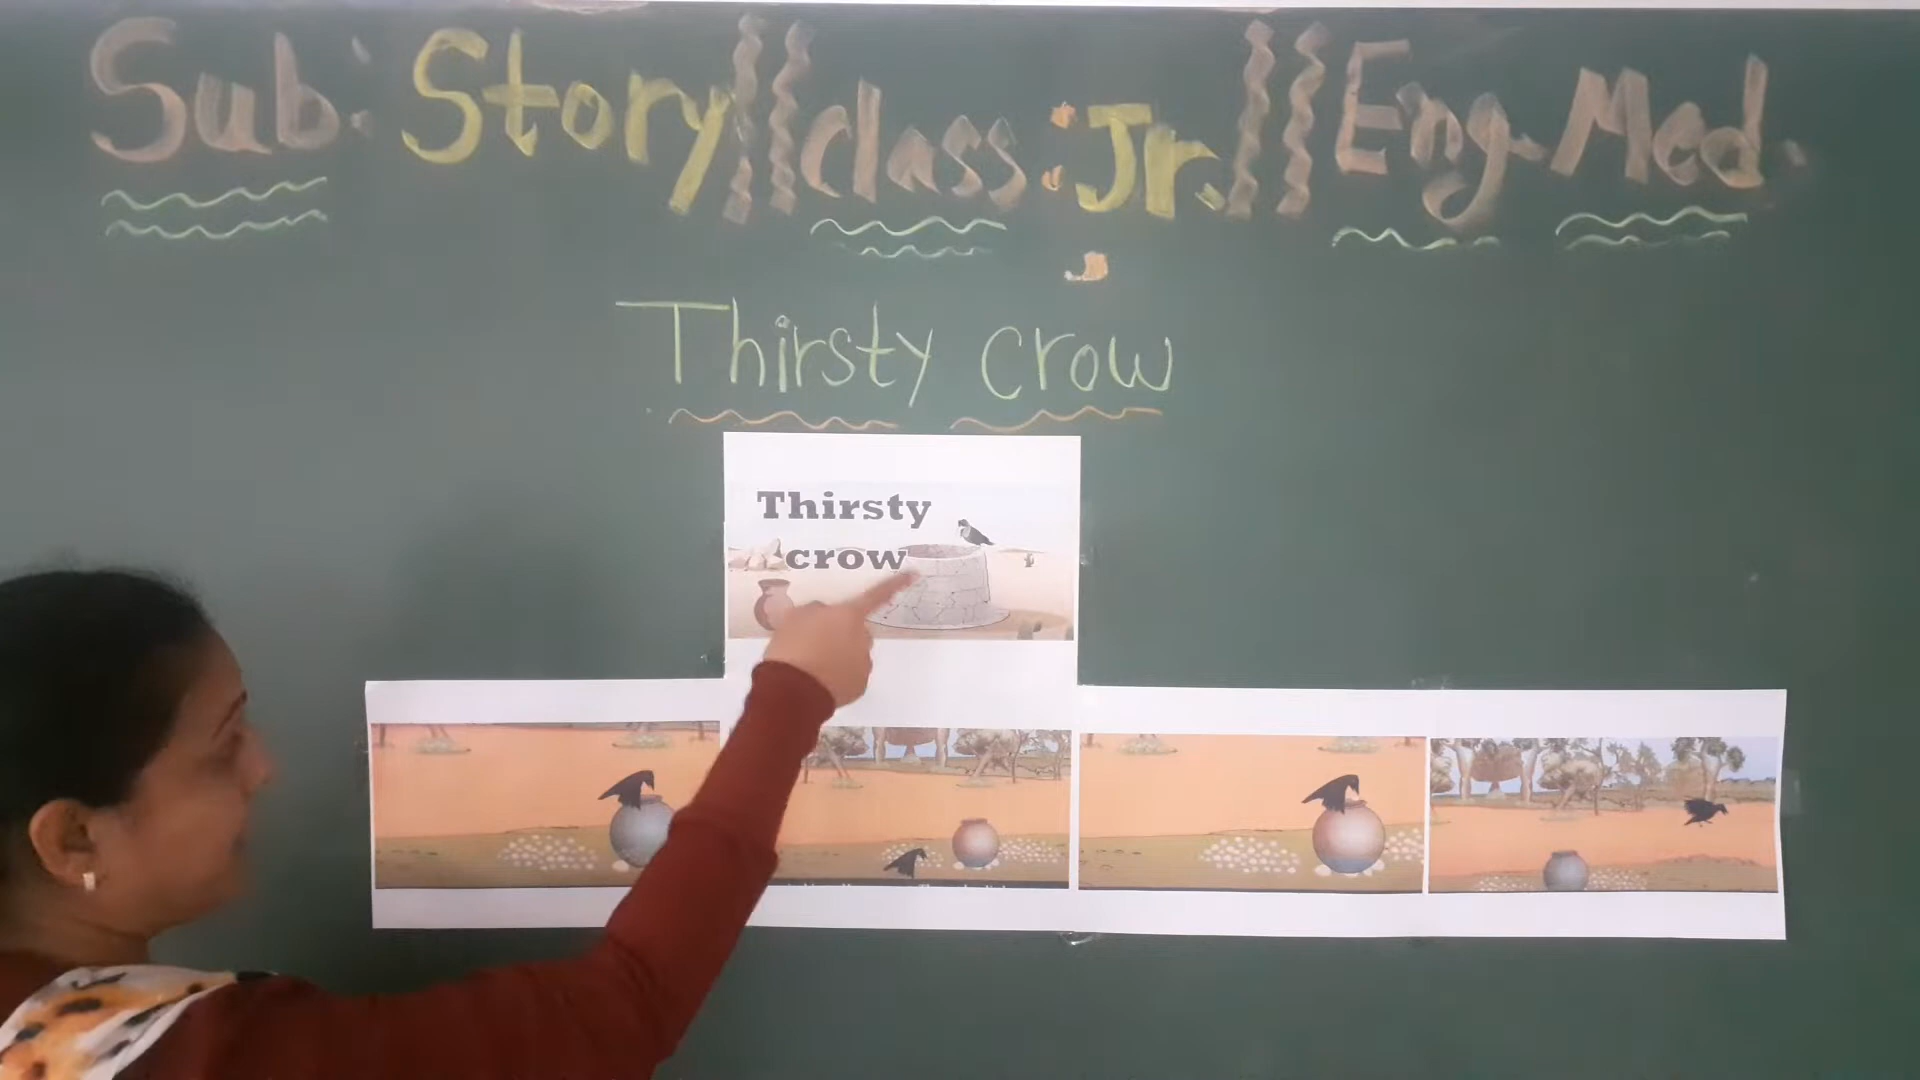 Sub: Story || class: Jr. || Eng. Med.
Thirsty crow
Thirsty
crow